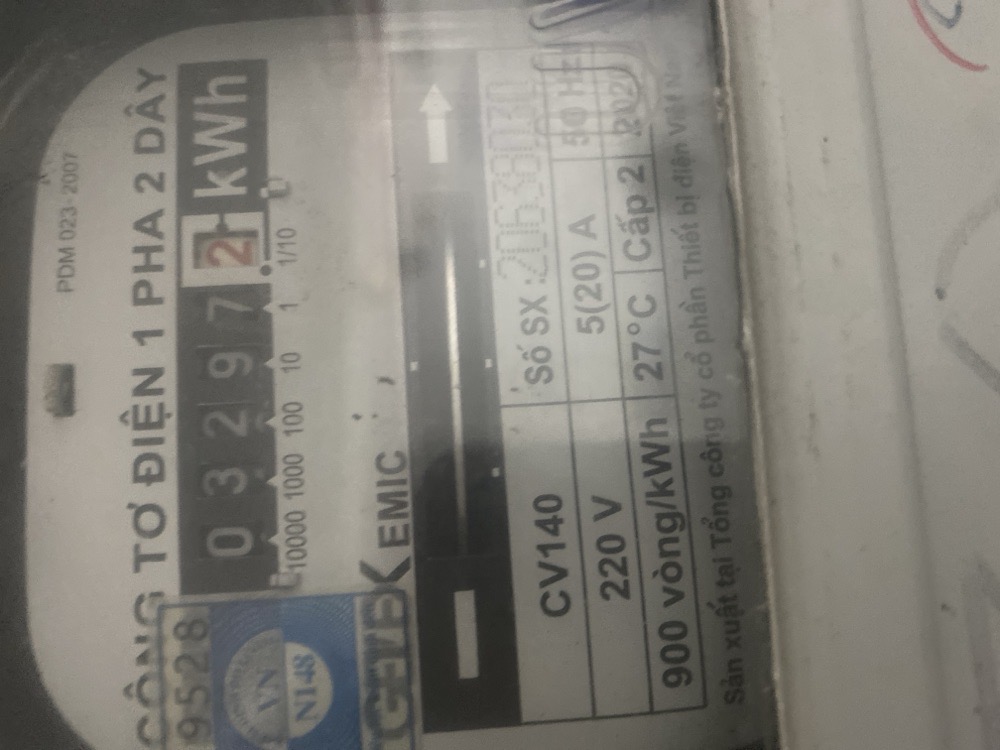 PDM 023-2007
CÔNG TƠ ĐIỆN 1 PHA 2 DÂY
9528
0 3 2 9 7 2 kWh
10000 1000 100 10 1 1/10
VN
N148
EMIC
CV140 Số SX :
220 V 5(20) A 50 Hz
900 vòng/kWh 27°C Cấp 2
Sản xuất tại Tổng công ty cổ phần Thiết bị điện